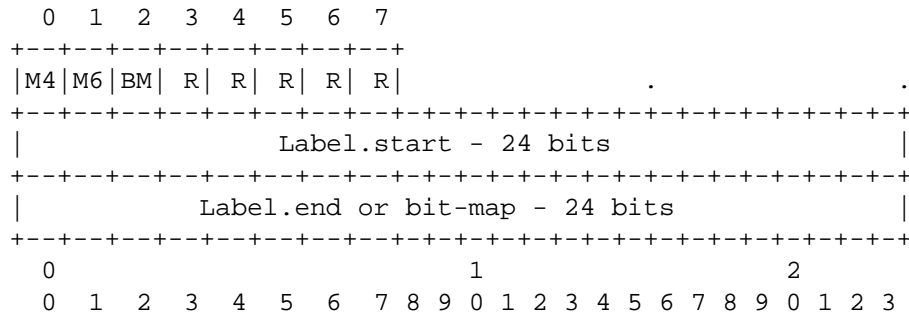 0 1 2 3 4 5 6 7
+--+--+--+--+--+--+--+--+
|M4|M6|BM| R| R| R| R| R| . .
+--+--+--+--+--+--+--+--+-+-+-+-+-+-+-+-+-+-+-+-+-+-+-+-+
| Label.start - 24 bits |
+--+--+--+--+--+--+--+--+-+-+-+-+-+-+-+-+-+-+-+-+-+-+-+-+
| Label.end or bit-map - 24 bits |
+--+--+--+--+--+--+--+--+-+-+-+-+-+-+-+-+-+-+-+-+-+-+-+-+
0 1 2
0 1 2 3 4 5 6 7 8 9 0 1 2 3 4 5 6 7 8 9 0 1 2 3